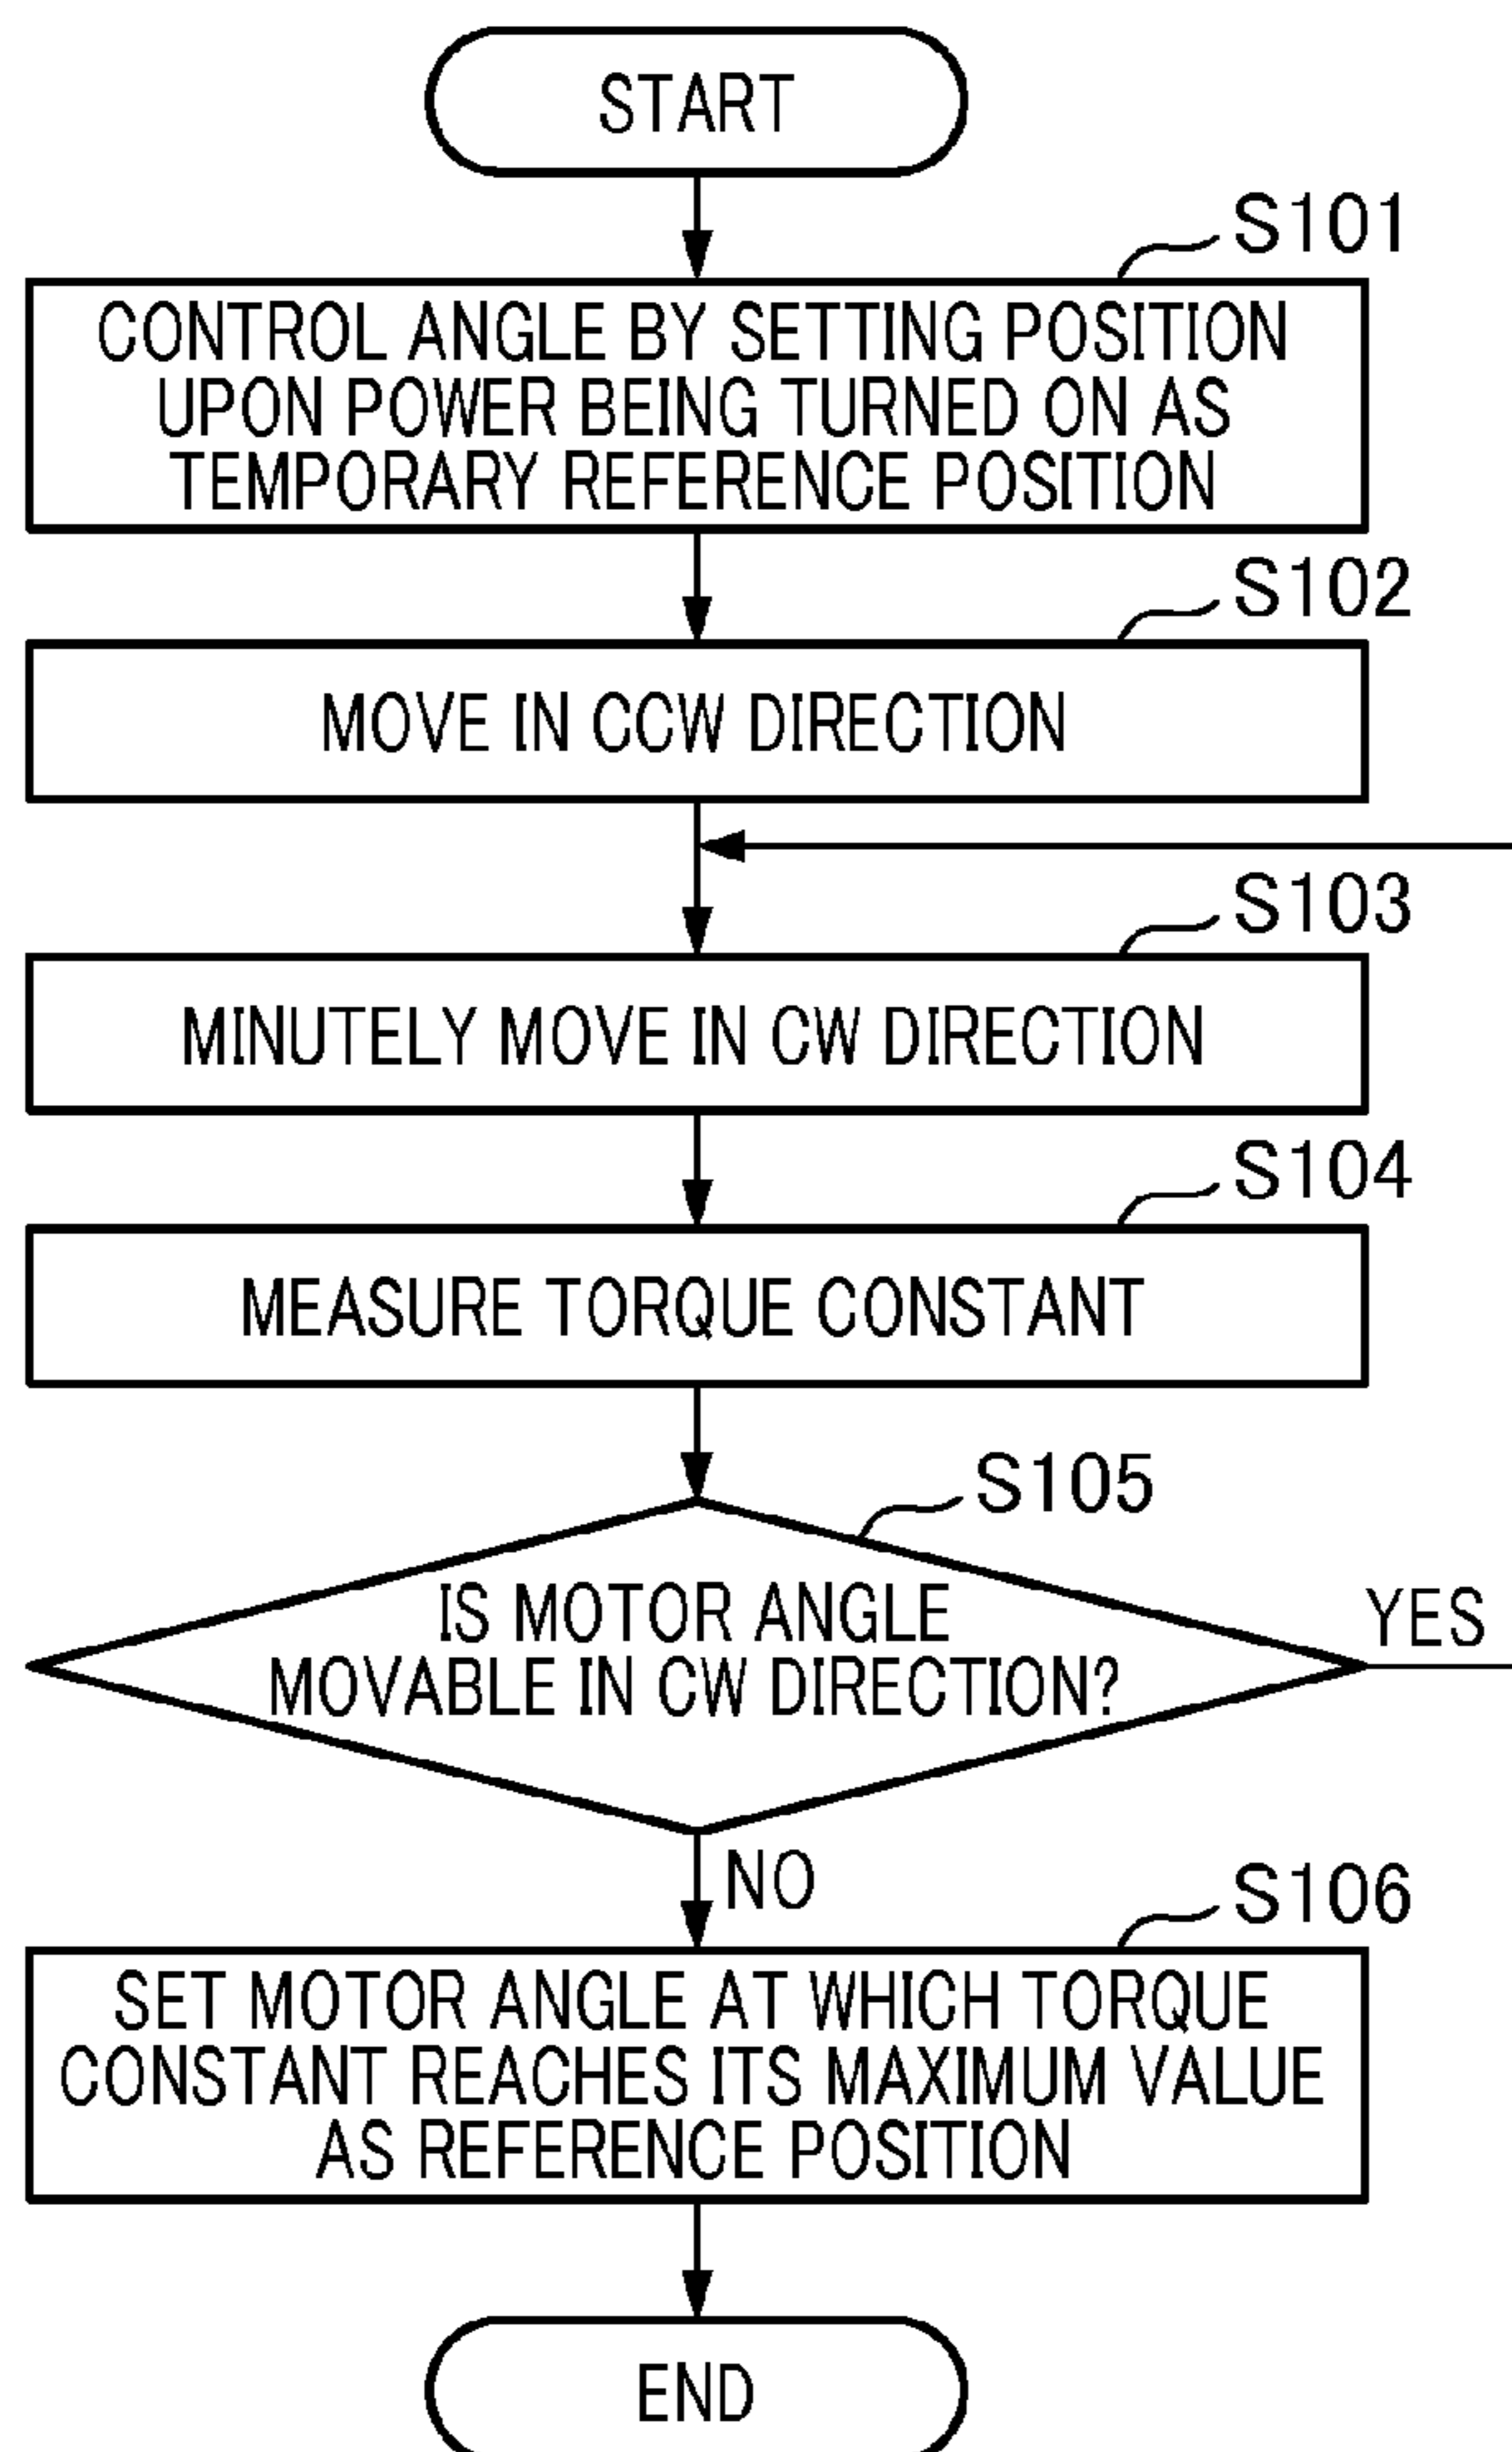 START
S101
CONTROL ANGLE BY SETTING POSITION
UPON POWER BEING TURNED ON AS
TEMPORARY REFERENCE POSITION
S102
MOVE IN CCW DIRECTION
S103
MINUTELY MOVE IN CW DIRECTION
S104
MEASURE TORQUE CONSTANT
S105
IS MOTOR ANGLE
MOVABLE IN CW DIRECTION?
YES
NO
S106
SET MOTOR ANGLE AT WHICH TORQUE
CONSTANT REACHES ITS MAXIMUM VALUE
AS REFERENCE POSITION
END